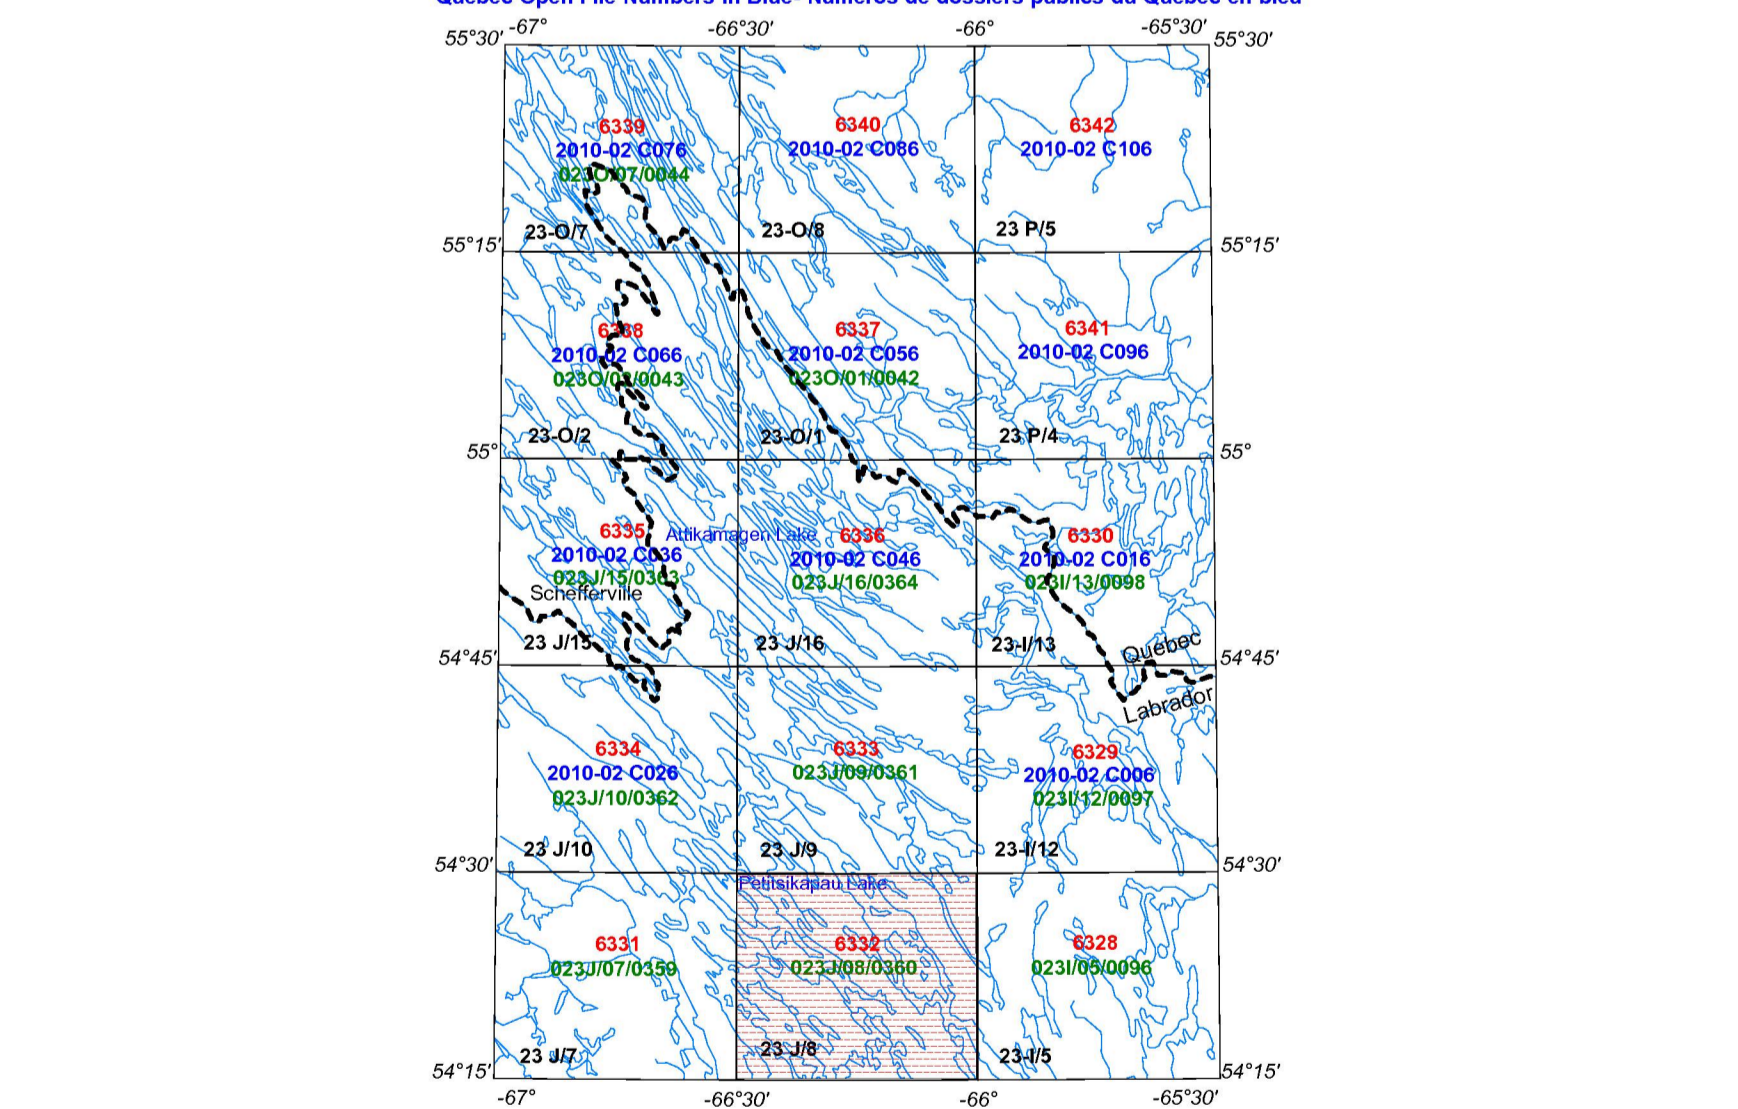 Quebec Open File Numbers in Blue- Numéros de dossiers publics du Québec en bleu
-67° -66°30' -66° -65°30'
55°30' 55°30'
6339 6340 6342
2010-02 C076 2010-02 C086 2010-02 C106
023O/07/0044
23-O/7 23-O/8 23 P/5
55°15' 55°15'
6338 6337 6341
2010-02 C066 2010-02 C056 2010-02 C096
023O/02/0043 023O/01/0042
23-O/2 23-O/1 23 P/4
55° 55°
6335 Attikamagen Lake 6336 6330
2010-02 C036 2010-02 C046 2010-02 C016
023J/15/0363 023J/16/0364 023I/13/0098
Schefferville
23 J/15 23 J/16 23-I/13 Québec
54°45' 54°45'
Labrador
6334 6333 6329
2010-02 C026 023J/09/0361 2010-02 C006
023J/10/0362 023I/12/0097
23 J/10 23 J/9 23-I/12
54°30' 54°30'
Petitsikapau Lake
6331 6332 6328
023J/07/0359 023J/08/0360 023I/05/0096
23 J/7 23 J/8 23-I/5
54°15' 54°15'
-67° -66°30' -66° -65°30'